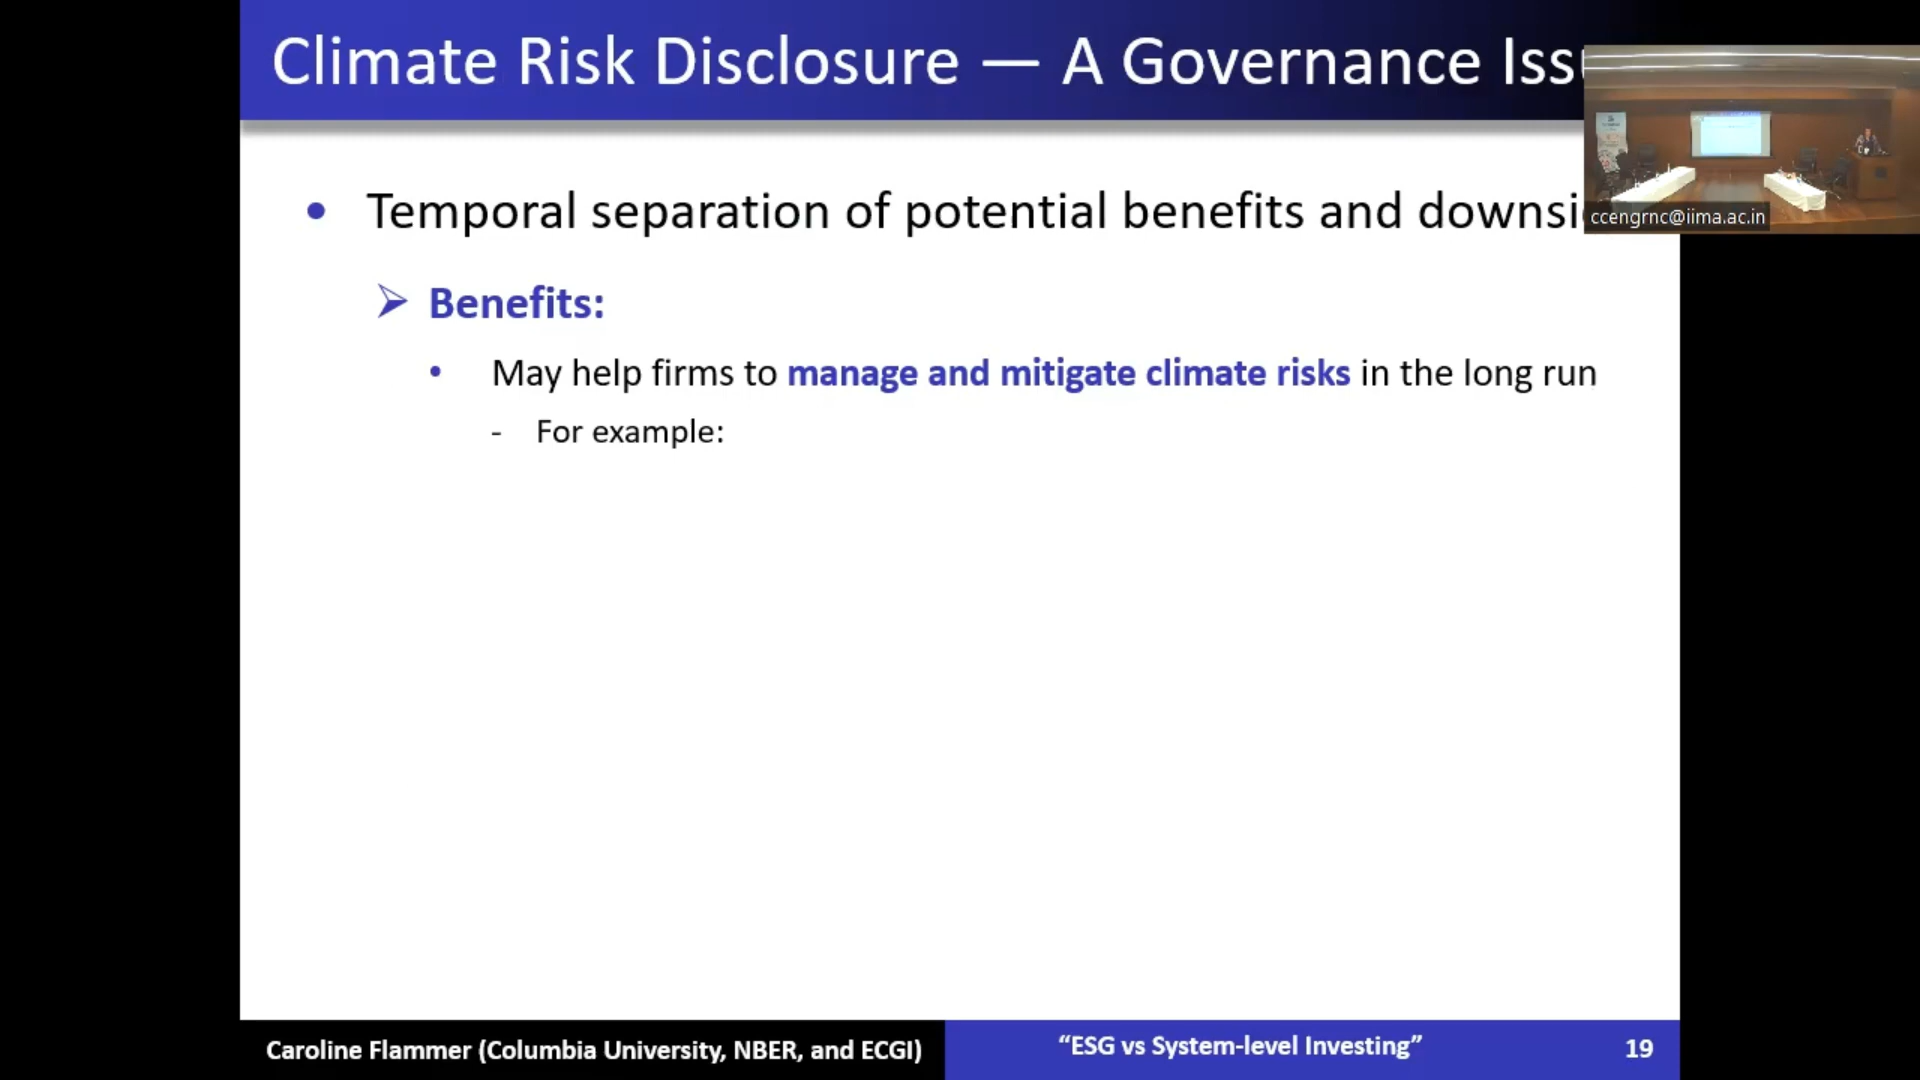 Climate Risk Disclosure — A Governance
Temporal separation of potential benefits and
ccengrnc@iima.ac.in
➢ Benefits:
• May help firms to manage and mitigate climate risks in the long run
- For example:
Caroline Flammer (Columbia University, NBER, and ECGI)
“ESG vs System-level Investing”
19